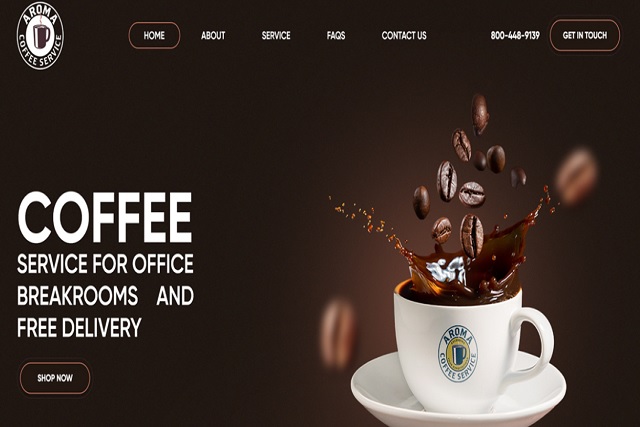 AROMA
COFFEE SERVICE
HOME
ABOUT
SERVICE
FAQS
CONTACT US
800-448-9139
GET IN TOUCH
COFFEE
SERVICE FOR OFFICE
BREAKROOMS AND
FREE DELIVERY
SHOP NOW
AROMA
COFFEE SERVICE